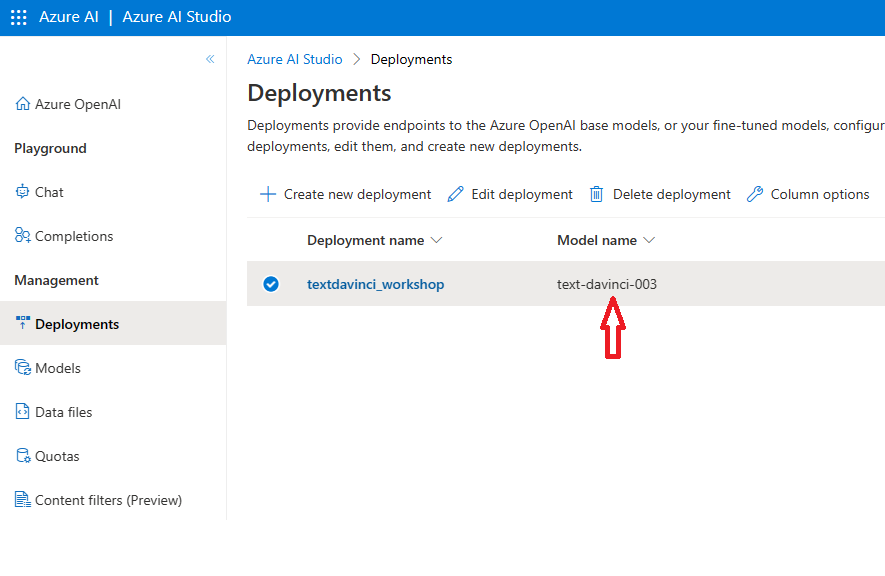 Azure AI | Azure AI Studio
«
Azure OpenAI
Playground
Chat
Completions
Management
Deployments
Models
Data files
Quotas
Content filters (Preview)
Azure AI Studio > Deployments
Deployments
Deployments provide endpoints to the Azure OpenAI base models, or your fine-tuned models, configur
deployments, edit them, and create new deployments.
Create new deployment Edit deployment Delete deployment Column options
Deployment name Model name
textdavinci_workshop text-davinci-003